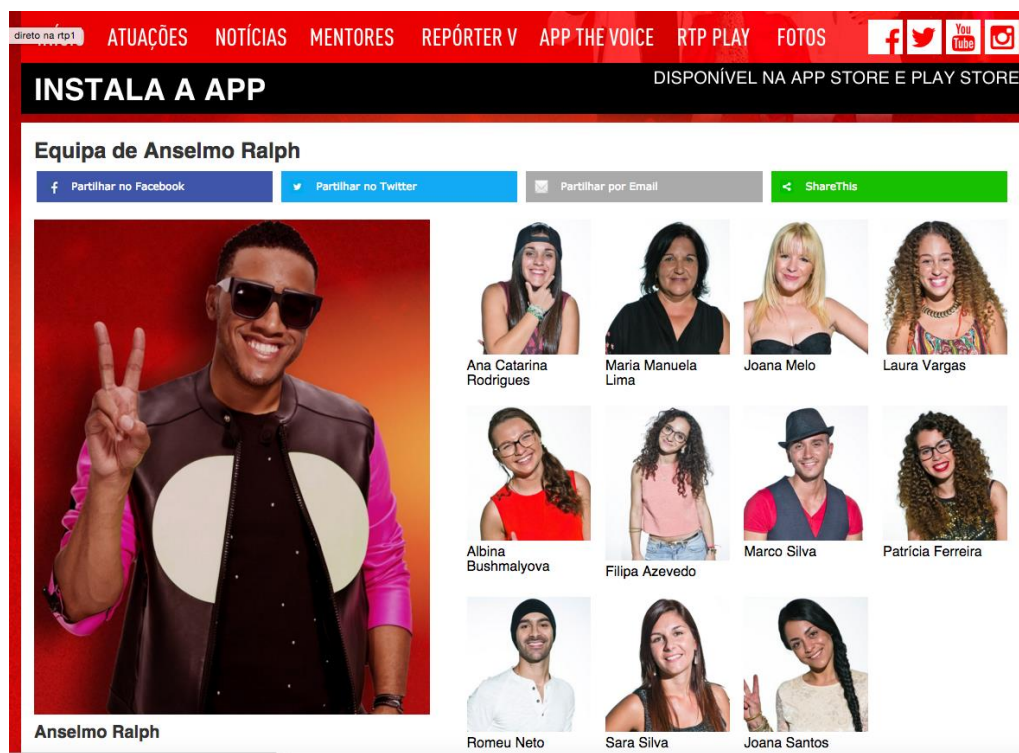 direto na rtp1
ATUAÇÕES
NOTÍCIAS
MENTORES
REPÓRTER V
APP THE VOICE
RTP PLAY
FOTOS
You
Tube
INSTALA A APP
DISPONÍVEL NA APP STORE E PLAY STORE
Equipa de Anselmo Ralph
Partilhar no Facebook
Partilhar no Twitter
Partilhar por Email
ShareThis
Ana Catarina
Rodrigues
Maria Manuela
Lima
Joana Melo
Laura Vargas
Albina
Bushmalyova
Filipa Azevedo
Marco Silva
Patrícia Ferreira
Anselmo Ralph
Romeu Neto
Sara Silva
Joana Santos